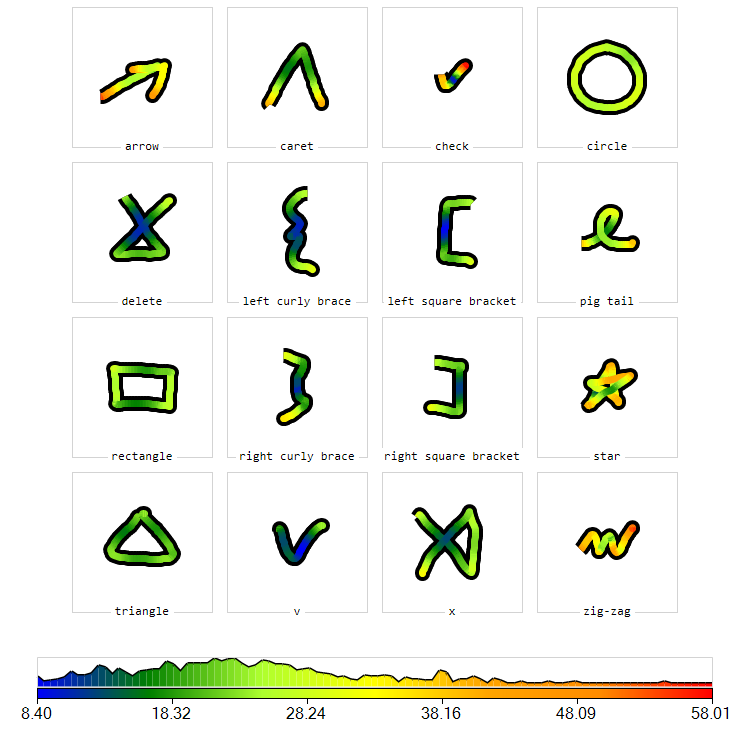 arrow caret check circle
delete left curly brace left square bracket pig tail
rectangle right curly brace right square bracket star
triangle v x zig-zag
8.40 18.32 28.24 38.16 48.09 58.01